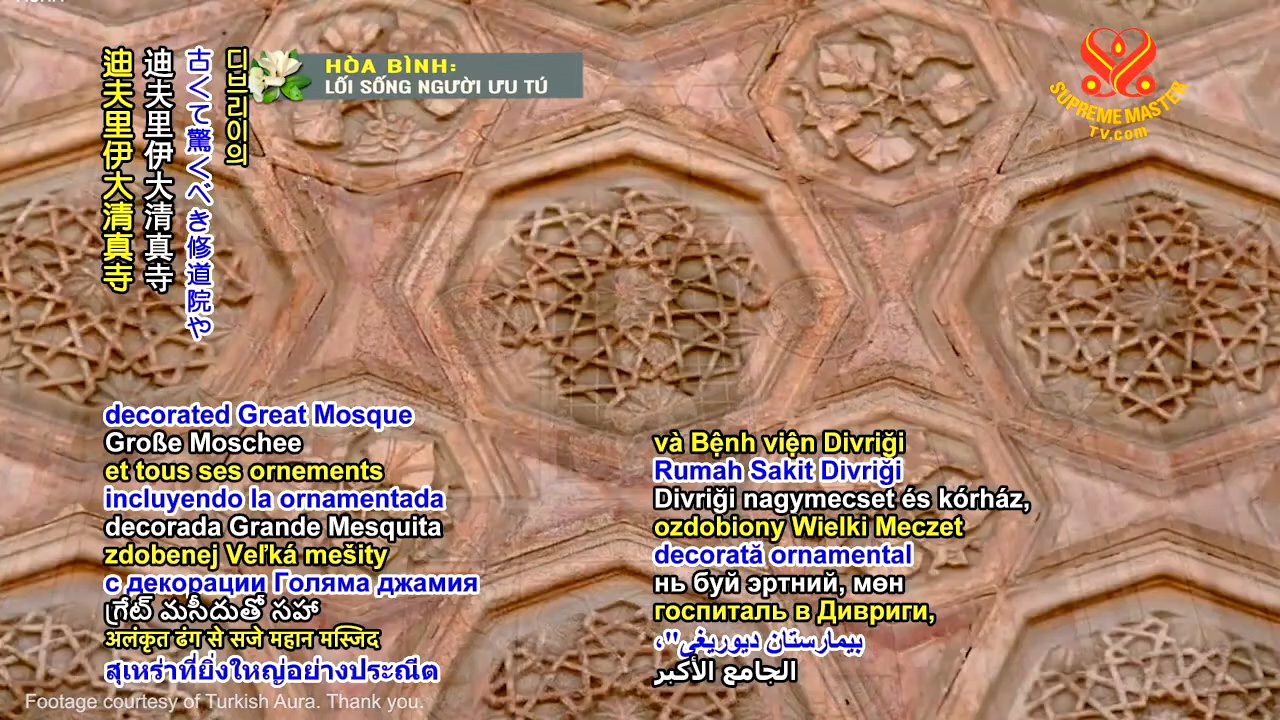 HÒA BÌNH:
LỐI SỐNG NGƯỜI ƯU TÚ
SUPREME MASTER
TV.com
디브리이의
古くて驚くべき修道院や
迪夫里伊大清真寺
迪夫里伊大清真寺
decorated Great Mosque
Große Moschee
et tous ses ornements
incluyendo la ornamentada
decorada Grande Mesquita
zdobenej Veľká mešity
с декорации Голяма джамия
గ్రేట్ మసీదుతో సహా
अलंकृत ढंग से सजे महान मस्जिद
สุเหร่าที่ยิ่งใหญ่อย่างประณีต
và Bệnh viện Divriği
Rumah Sakit Divriği
Divriği nagymecset és kórház,
ozdobiony Wielki Meczet
decorată ornamental
нь буй эртний, мөн
госпиталь в Дивриги,
بیمارستان دیوریغی"،
الجامع الأكبر
Footage courtesy of Turkish Aura. Thank you.